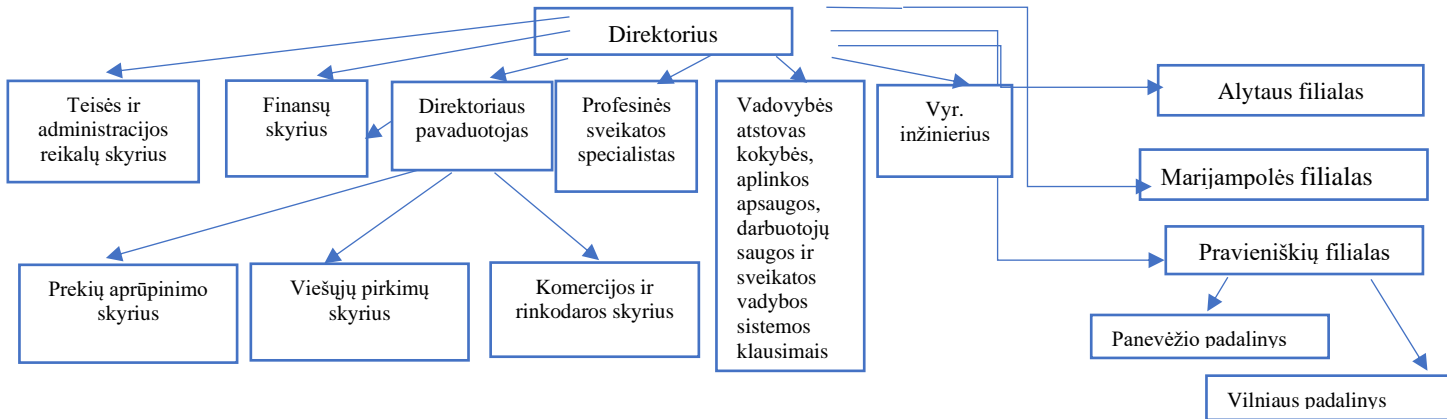 Direktorius
Teisės ir
administracijos
reikalų skyrius
Finansų
skyrius
Direktoriaus
pavaduotojas
Profesinės
sveikatos
specialistas
Vadovybės
atstovas
kokybės,
aplinkos
apsaugos,
darbuotojų
saugos ir
sveikatos
vadybos
sistemos
klausimais
Vyr.
inžinierius
Alytaus filialas
Marijampolės filialas
Pravieniškių filialas
Prekių aprūpinimo
skyrius
Viešųjų pirkimų
skyrius
Komercijos ir
rinkodaros skyrius
Panevėžio padalinys
Vilniaus padalinys